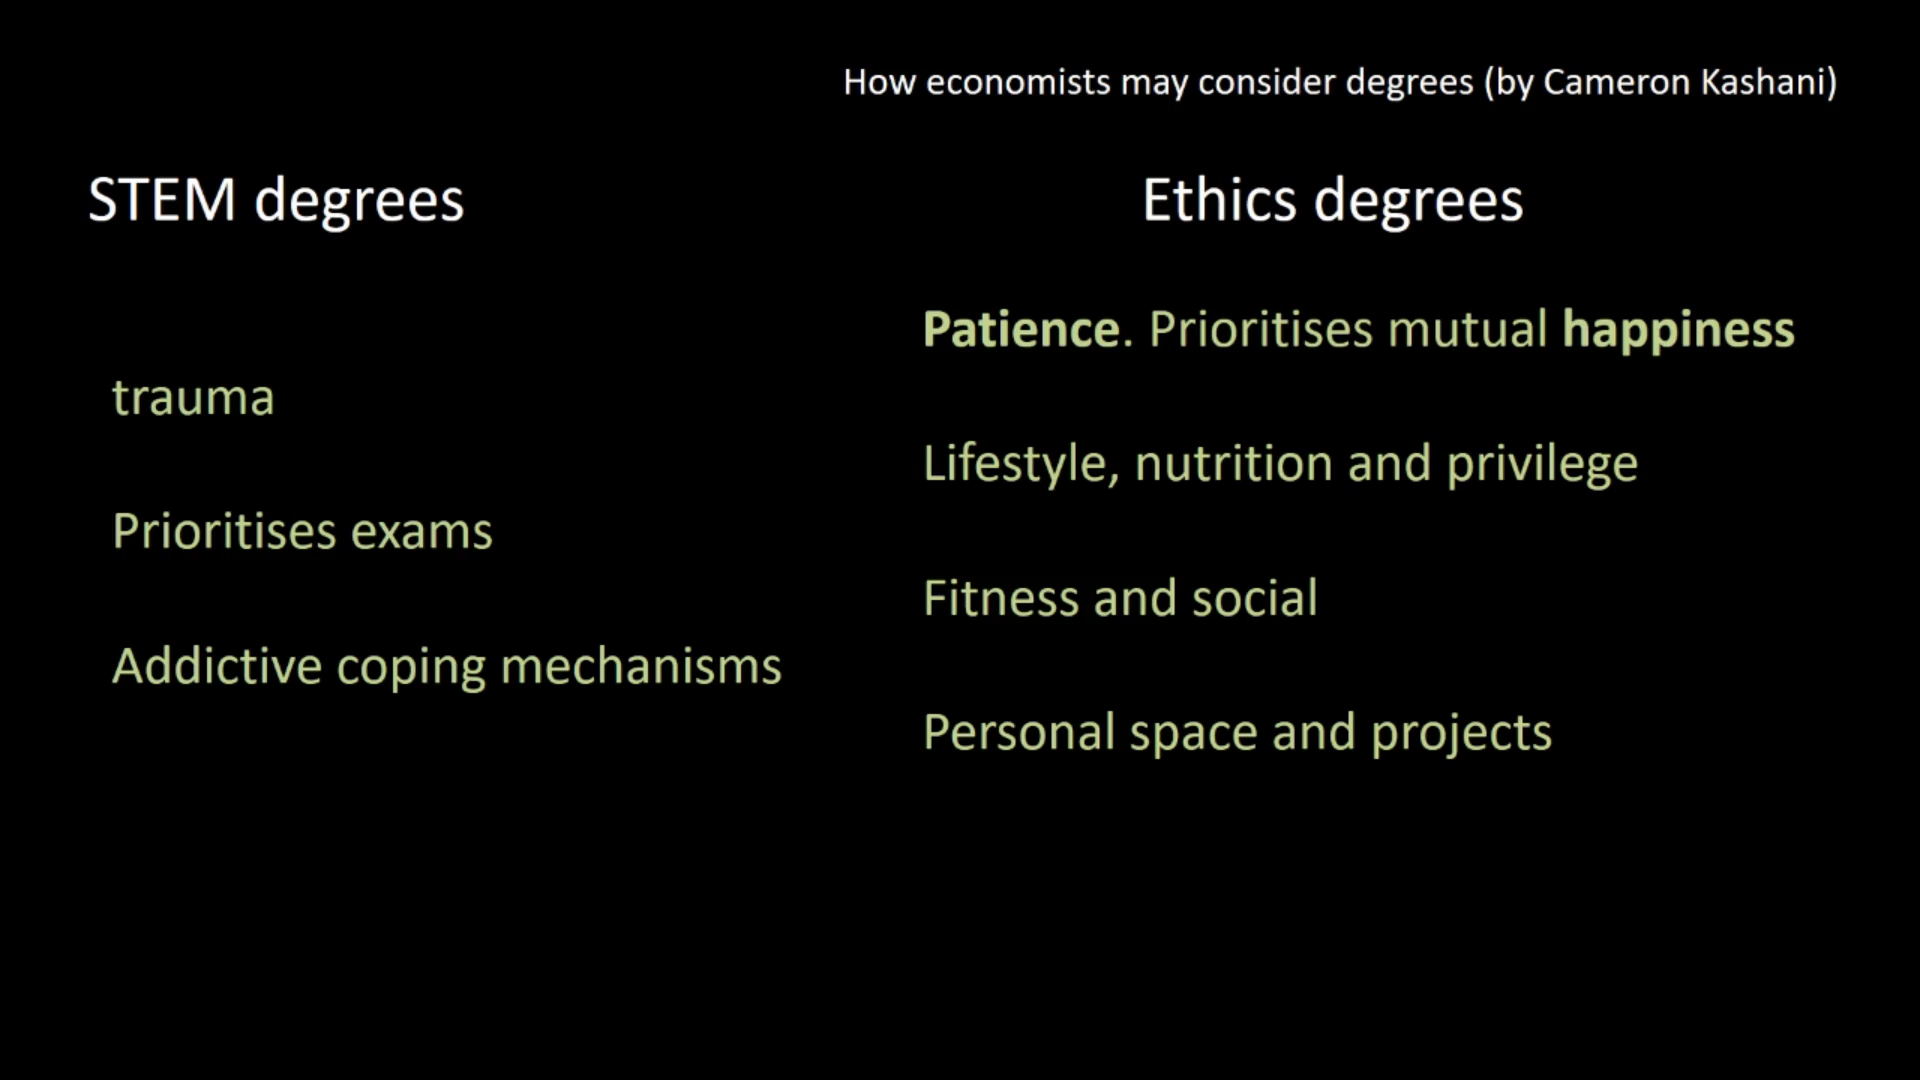 How economists may consider degrees (by Cameron Kashani)
STEM degrees
trauma
Prioritises exams
Addictive coping mechanisms
Ethics degrees
Patience. Prioritises mutual happiness
Lifestyle, nutrition and privilege
Fitness and social
Personal space and projects